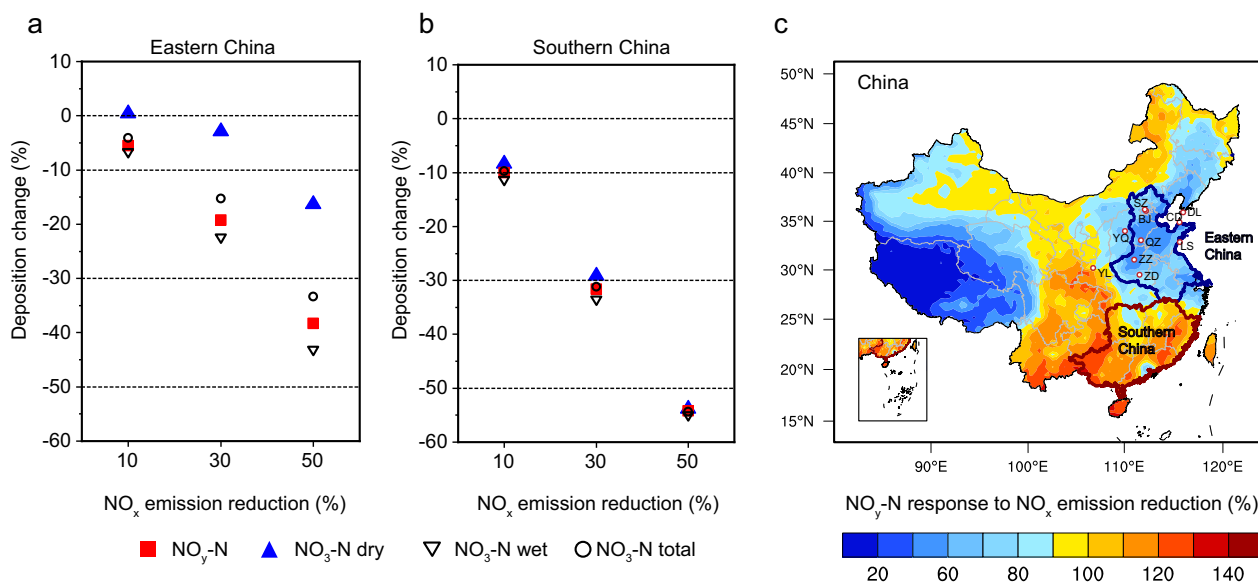 a
Eastern China
Deposition change (%)
10
0
-10
-20
-30
-40
-50
-60
10 30 50
NOx emission reduction (%)
b
Southern China
Deposition change (%)
10
0
-10
-20
-30
-40
-50
-60
10 30 50
NOx emission reduction (%)
c
China
50°N
45°N
40°N
35°N
30°N
25°N
20°N
15°N
SZ
BJ
CD
DL
YQ
QZ
LS
ZZ
YL
ZD
Eastern
China
Southern
China
90°E 100°E 110°E 120°E
NOy-N response to NOx emission reduction (%)
20 60 80 100 120 140
NOy-N NO3-N dry NO3-N wet NO3-N total